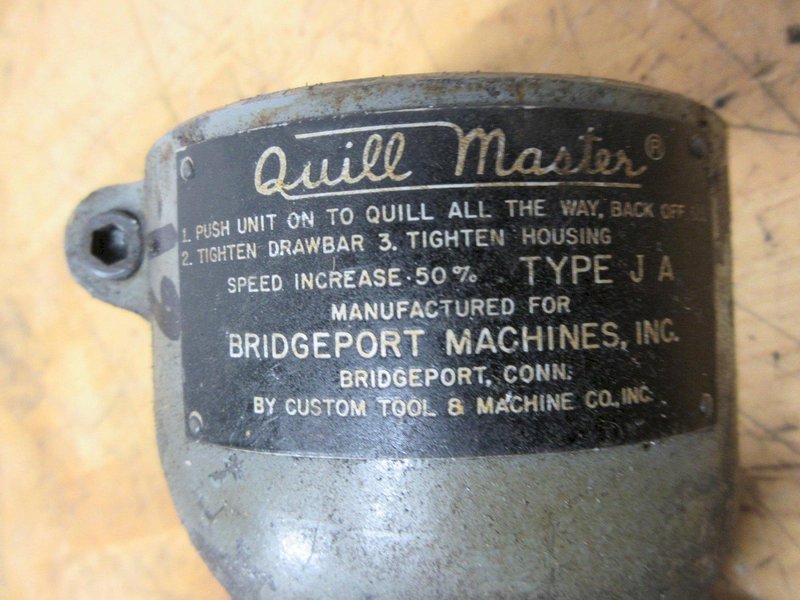 Quill Master®
1. PUSH UNIT ON TO QUILL ALL THE WAY, BACK OFF
2. TIGHTEN DRAWBAR 3. TIGHTEN HOUSING
SPEED INCREASE·50% TYPE J A
MANUFACTURED FOR
BRIDGEPORT MACHINES, INC.
BRIDGEPORT, CONN.
BY CUSTOM TOOL & MACHINE CO., INC.